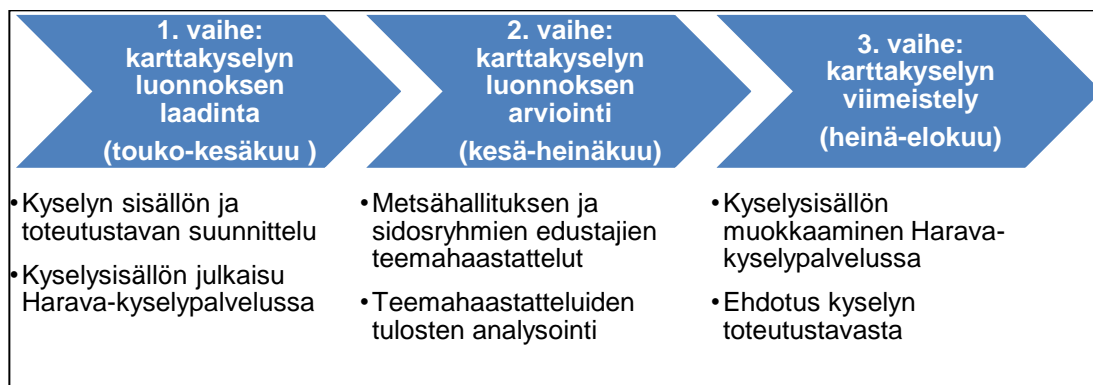 1. vaihe:
karttakyselyn
luonnoksen
laadinta
(touko-kesäkuu )
•Kyselyn sisällön ja
toteutustavan suunnittelu
•Kyselysisällön julkaisu
Harava-kyselypalvelussa
2. vaihe:
karttakyselyn
luonnoksen
arviointi
(kesä-heinäkuu)
•Metsähallituksen ja
sidosryhmien edustajien
teemahaastattelut
•Teemahaastatteluiden
tulosten analysointi
3. vaihe:
karttakyselyn
viimeistely
(heinä-elokuu)
•Kyselysisällön
muokkaaminen Harava-
kyselypalvelussa
•Ehdotus kyselyn
toteutustavasta